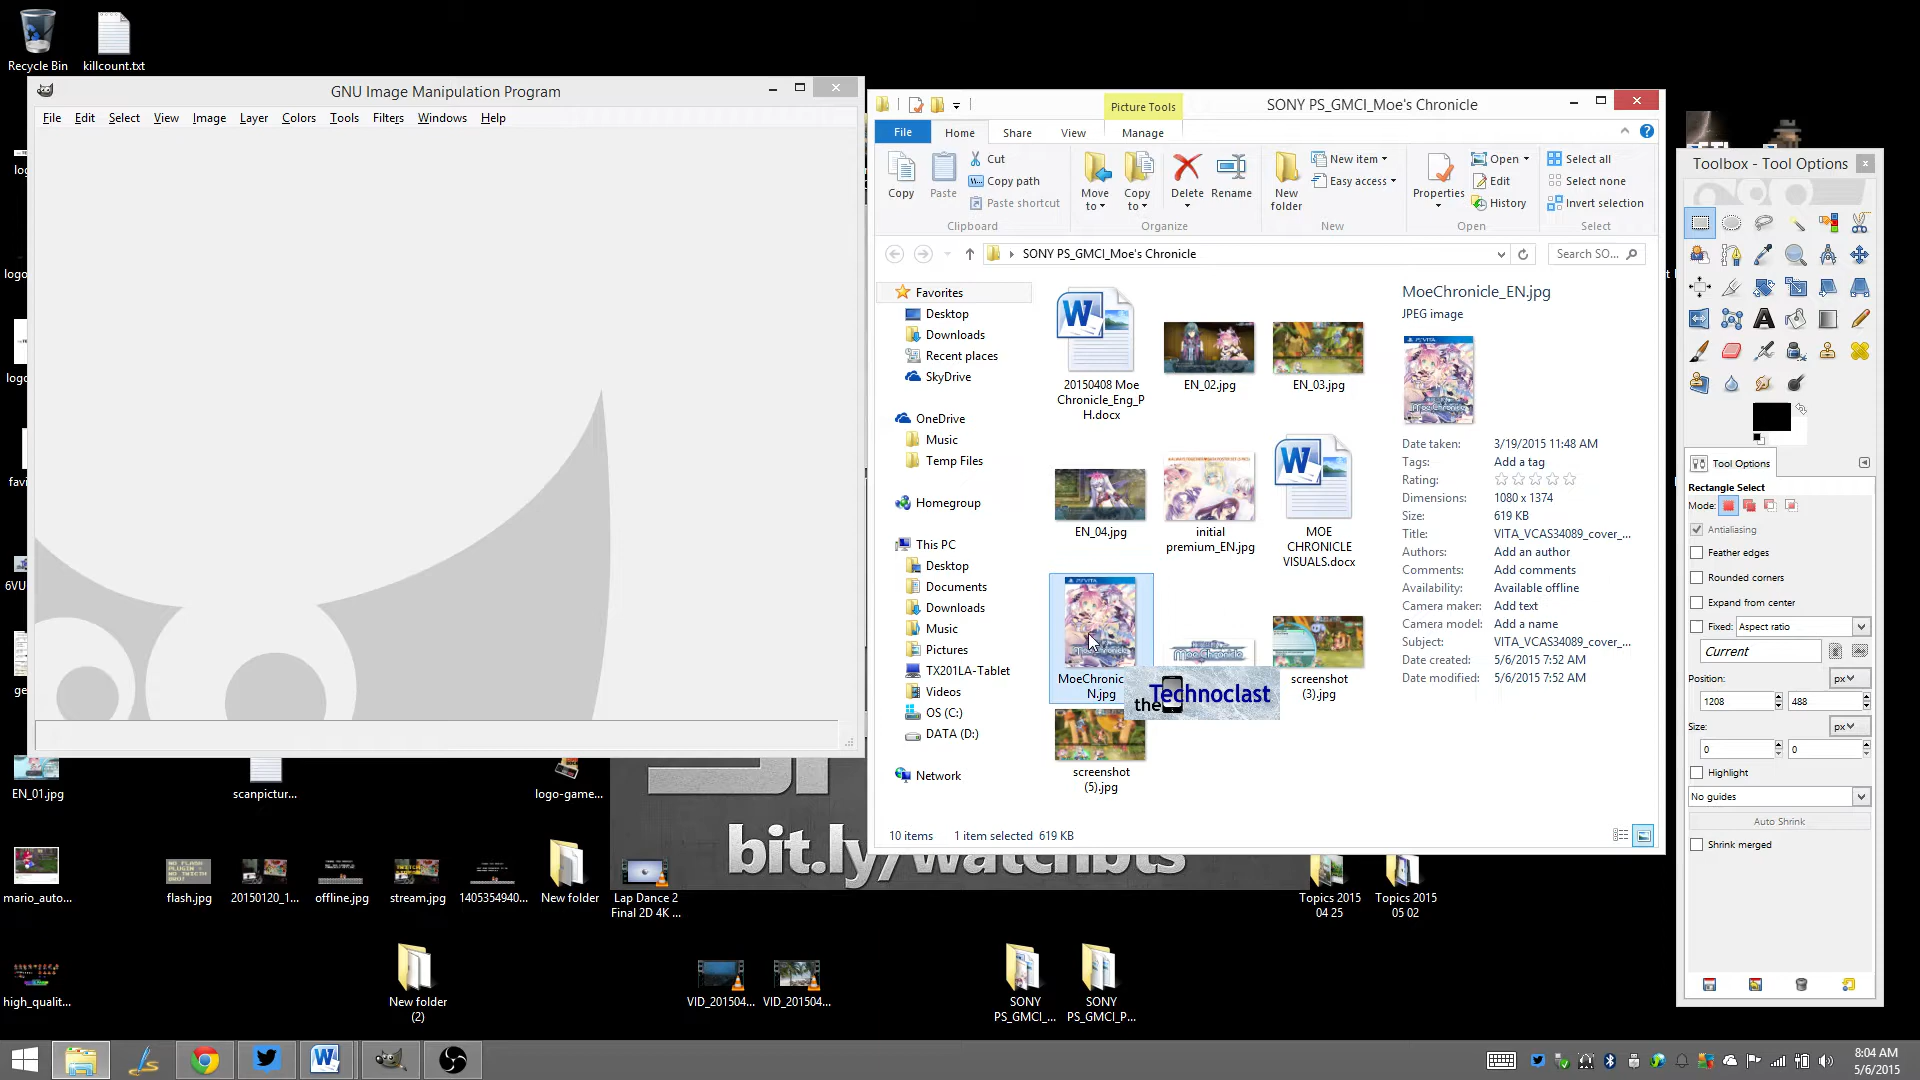 Recycle Bin
killcount.txt
GNU Image Manipulation Program
File Edit Select View Image Layer Colors Tools Filters Windows Help
Picture Tools
SONY PS_GMCI_Moe's Chronicle
File Home Share View Manage
Copy
Paste
Cut
Copy path
Paste shortcut
Clipboard
Move to
Copy to
Delete
Rename
Organize
New folder
New item
Easy access
New
Properties
Open
Edit
History
Open
Select all
Select none
Invert selection
Select
SONY PS_GMCI_Moe's Chronicle
Search SO...
Favorites
Desktop
Downloads
Recent places
SkyDrive
OneDrive
Music
Temp Files
Homegroup
This PC
Desktop
Documents
Downloads
Music
Pictures
TX201LA-Tablet
Videos
OS (C:)
DATA (D:)
Network
20150408 Moe
Chronicle_Eng_P
H.docx
EN_02.jpg
EN_03.jpg
EN_04.jpg
initial
premium_EN.jpg
MOE
CHRONICLE
VISUALS.docx
MoeChronic
N.jpg
screenshot
(3).jpg
the Technoclast
screenshot
(5).jpg
MoeChronicle_EN.jpg
JPEG image
PSVITA
Moe Chronicle
Date taken: 3/19/2015 11:48 AM
Tags: Add a tag
Rating:
Dimensions: 1080 x 1374
Size: 619 KB
Title: VITA_VCAS34089_cover_...
Authors: Add an author
Comments: Add comments
Availability: Available offline
Camera maker: Add text
Camera model: Add a name
Subject: VITA_VCAS34089_cover_...
Date created: 5/6/2015 7:52 AM
Date modified: 5/6/2015 7:52 AM
10 items 1 item selected 619 KB
Toolbox - Tool Options
Tool Options
Rectangle Select
Mode:
Antialiasing
Feather edges
Rounded corners
Expand from center
Fixed: Aspect ratio
Current
Position: px
1208 488
Size: px
0 0
Highlight
No guides
Auto Shrink
Shrink merged
EN_01.jpg
scanpictur...
logo-game...
bit.ly/watchbts
mario_auto...
flash.jpg
20150120_1...
offline.jpg
stream.jpg
1405354940...
New folder
Lap Dance 2
Final 2D 4K ...
Topics 2015
04 25
Topics 2015
05 02
high_qualit...
New folder
(2)
VID_201504...
VID_201504...
SONY
PS_GMCI_...
SONY
PS_GMCI_P...
8:04 AM
5/6/2015